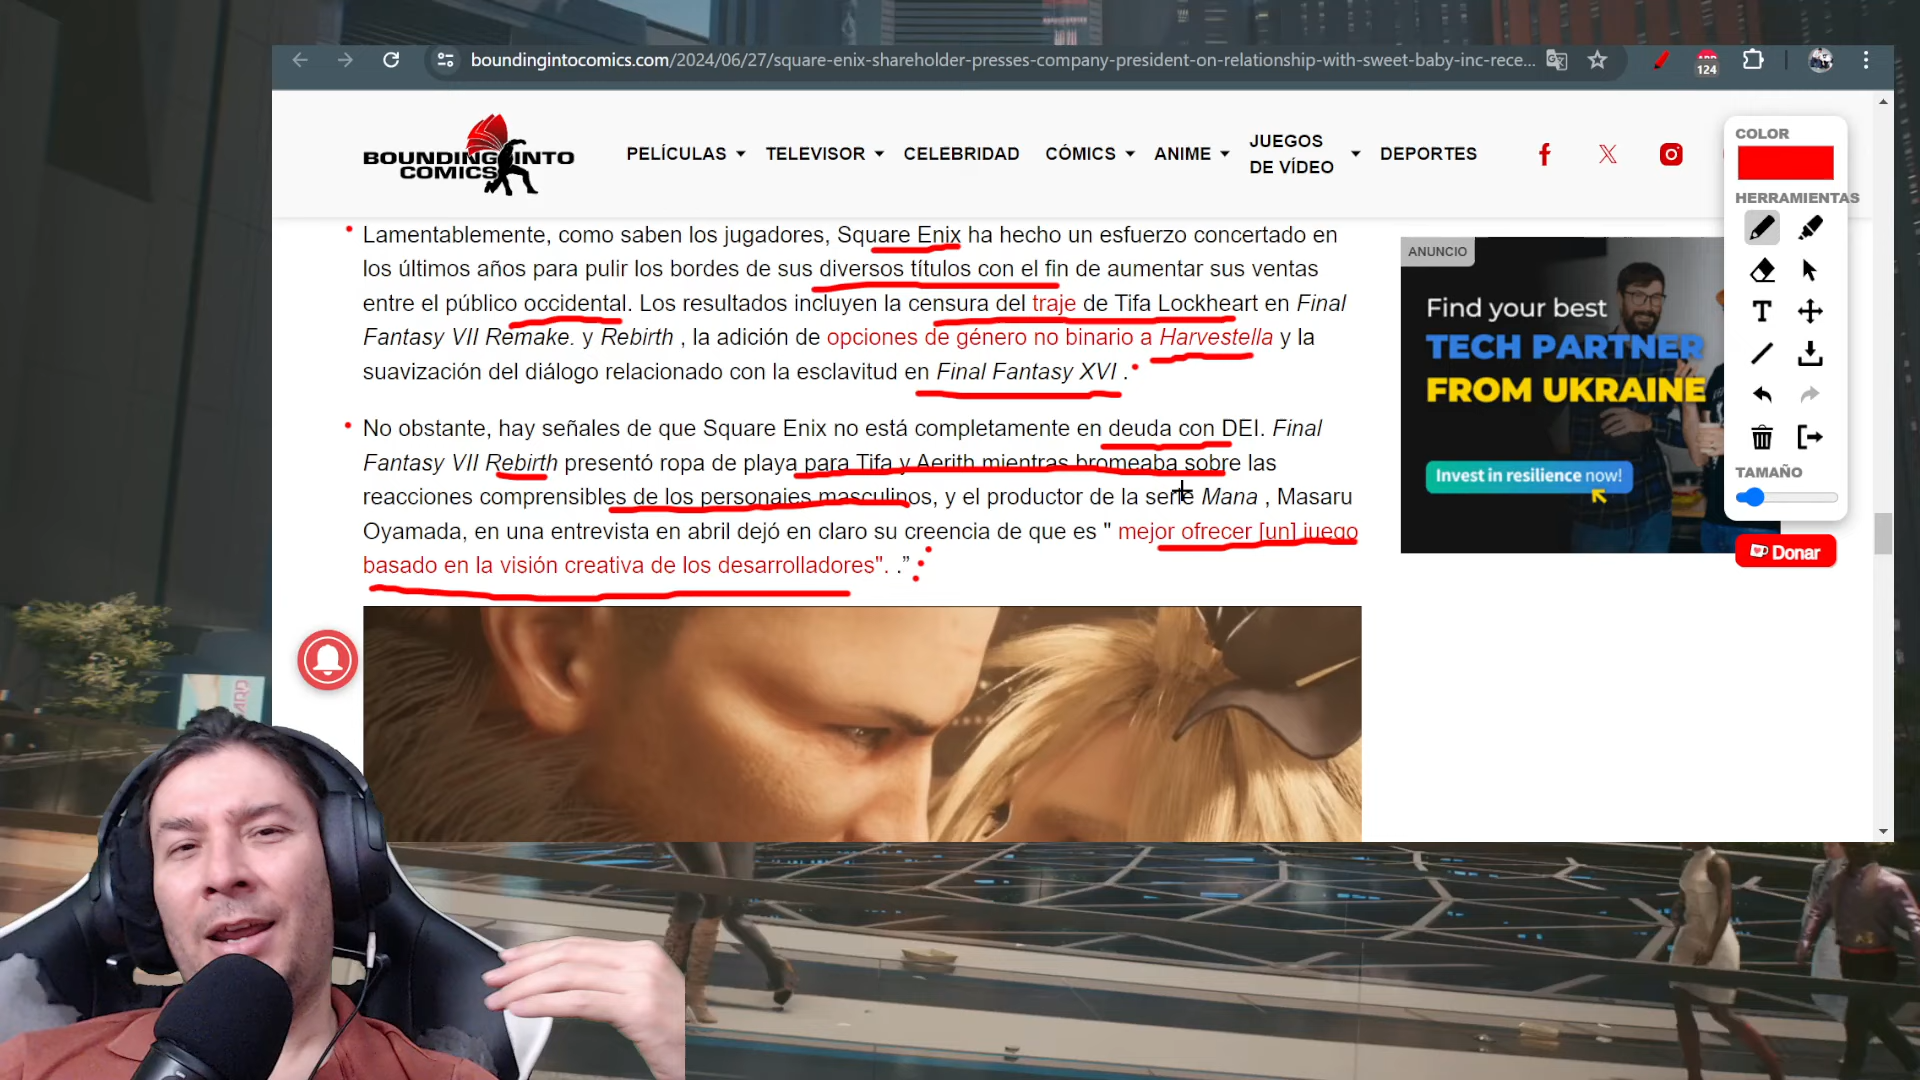 boundingintocomics.com/2024/06/27/square-enix-shareholder-presses-company-president-on-relationship-with-sweet-baby-inc-rece...
124
BOUNDING INTO
COMICS
PELÍCULAS
TELEVISOR
CELEBRIDAD
CÓMICS
ANIME
JUEGOS
DE VÍDEO
DEPORTES
COLOR
HERRAMIENTAS
TAMAÑO
Donar
Lamentablemente, como saben los jugadores, Square Enix ha hecho un esfuerzo concertado en
los últimos años para pulir los bordes de sus diversos títulos con el fin de aumentar sus ventas
entre el público occidental. Los resultados incluyen la censura del traje de Tifa Lockheart en Final
Fantasy VII Remake. y Rebirth , la adición de opciones de género no binario a Harvestella y la
suavización del diálogo relacionado con la esclavitud en Final Fantasy XVI .
No obstante, hay señales de que Square Enix no está completamente en deuda con DEI. Final
Fantasy VII Rebirth presentó ropa de playa para Tifa y Aerith mientras bromeaba sobre las
reacciones comprensibles de los personajes masculinos, y el productor de la serie Mana , Masaru
Oyamada, en una entrevista en abril dejó en claro su creencia de que es " mejor ofrecer [un] juego
basado en la visión creativa de los desarrolladores". .”
ANUNCIO
Find your best
TECH PARTNER
FROM UKRAINE
Invest in resilience now!